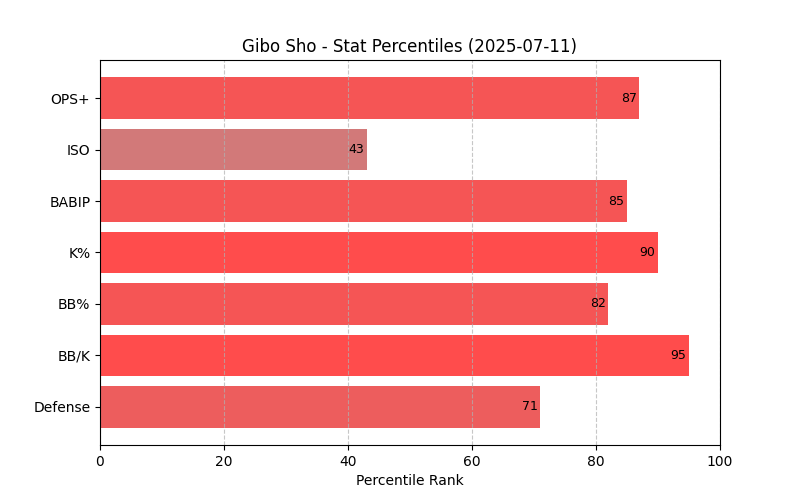 Gibo Sho - Stat Percentiles (2025-07-11)
OPS+ 87
ISO 43
BABIP 85
K% 90
BB% 82
BB/K 95
Defense 71
0 20 40 60 80 100
Percentile Rank